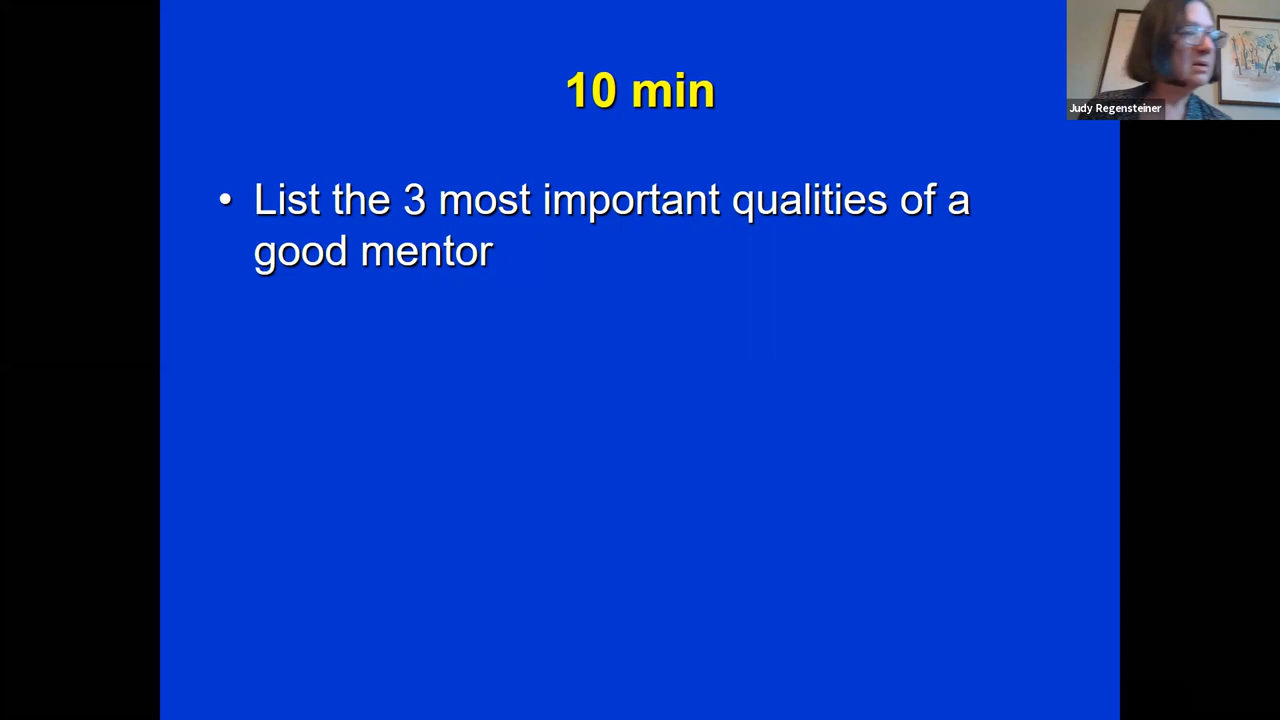 10 min
• List the 3 most important qualities of a
good mentor
Judy Regensteiner